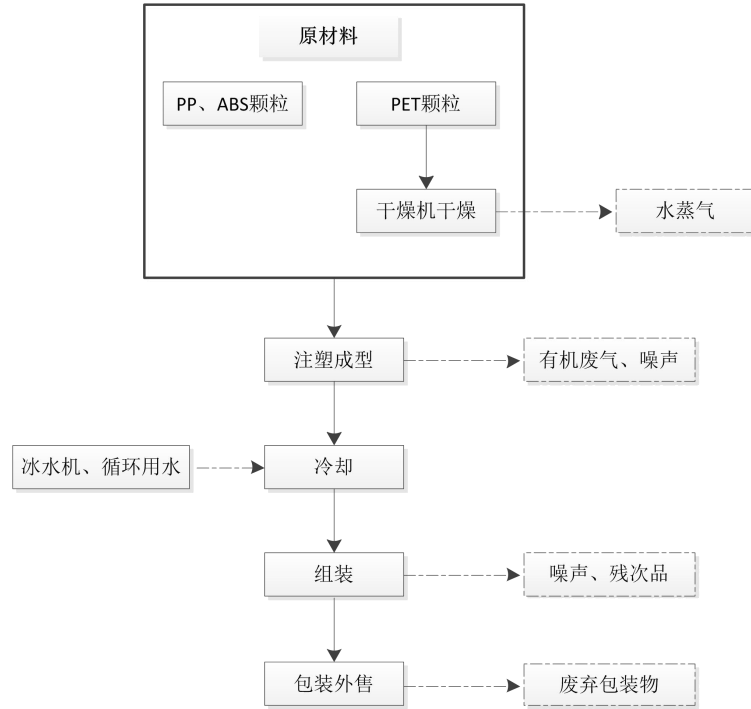 原材料
PP、ABS颗粒
PET颗粒
干燥机干燥
水蒸气
注塑成型
有机废气、噪声
冰水机、循环用水
冷却
组装
噪声、残次品
包装外售
废弃包装物